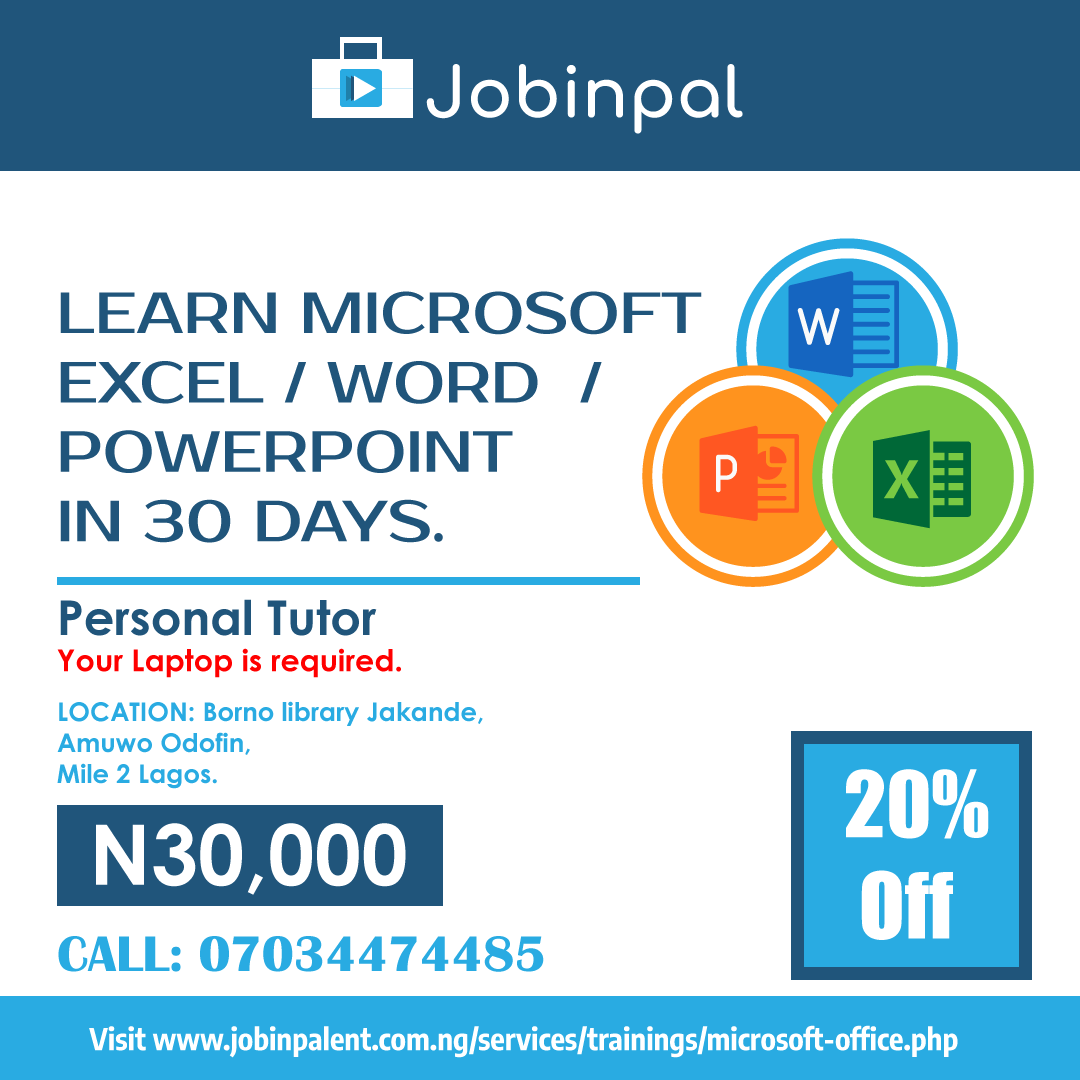 Jobinpal
LEARN MICROSOFT
EXCEL / WORD /
POWERPOINT
IN 30 DAYS.
W
P
X
Personal Tutor
Your Laptop is required.
LOCATION: Borno library Jakande,
Amuwo Odofin,
Mile 2 Lagos.
N30,000
20%
Off
CALL: 07034474485
Visit www.jobinpalent.com.ng/services/trainings/microsoft-office.php